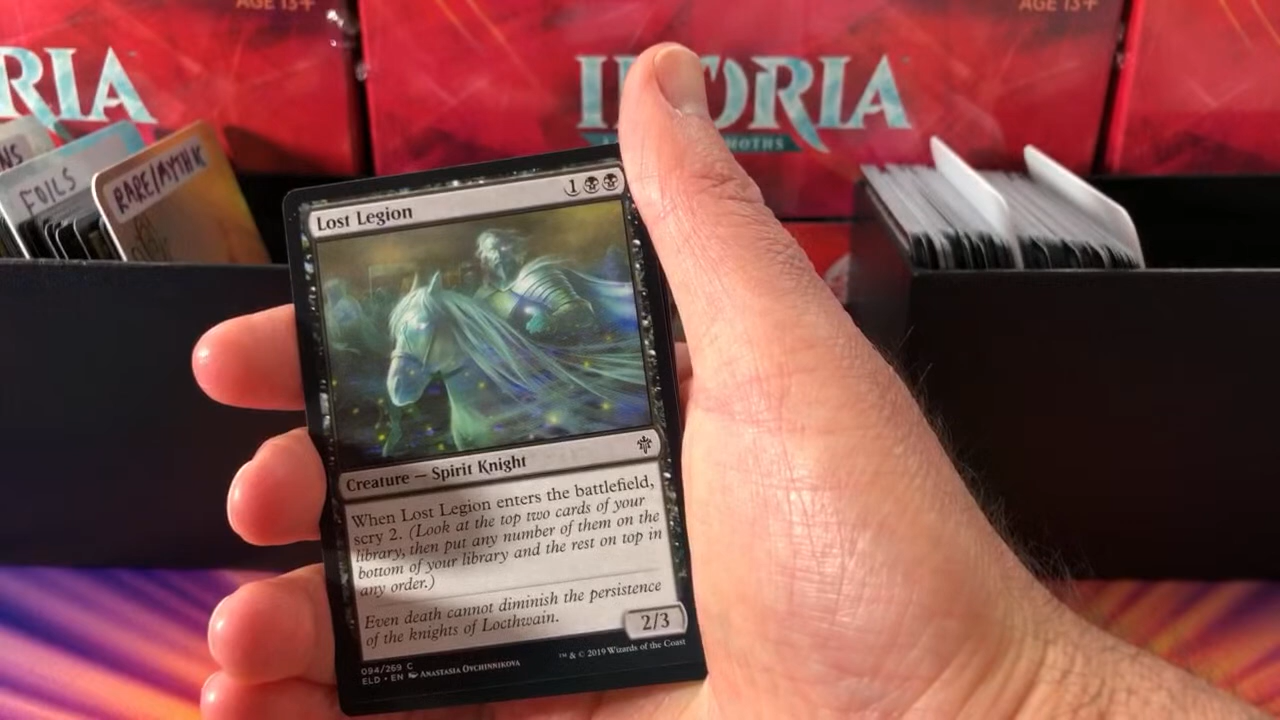 AGE 13+
AGE 13+
RIA
I ORIA
NS
FOILS
RARE/MYTHIC
Lost Legion
1
Creature — Spirit Knight
When Lost Legion enters the battlefield,
scry 2. (Look at the top two cards of your
library, then put any number of them on the
bottom of your library and the rest on top in
any order.)
Even death cannot diminish the persistence
of the knights of Locthwain.
2/3
094/269 C
ELD • EN Anastasia Ovchinnikova
™ & © 2019 Wizards of the Coast